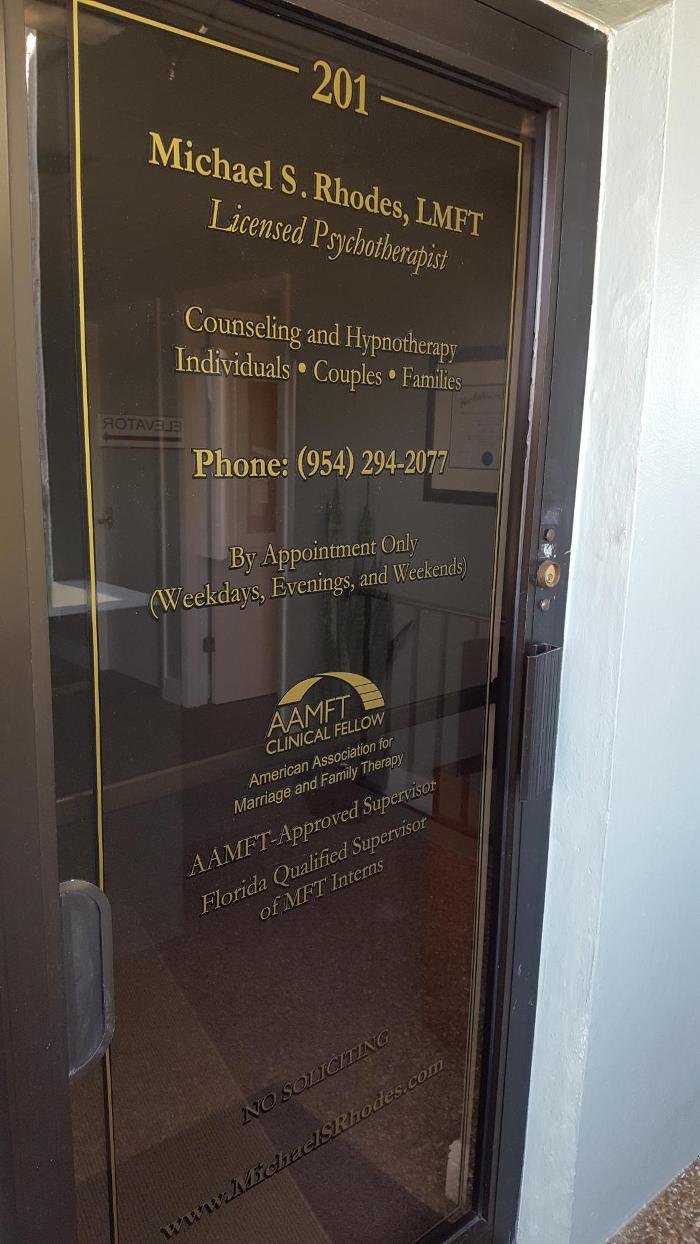 201
Michael S. Rhodes, LMFT
Licensed Psychotherapist
Counseling and Hypnotherapy
Individuals • Couples • Families
ELEVATOR
Phone: (954) 294-2077
By Appointment Only
(Weekdays, Evenings, and Weekends)
AAMFT
CLINICAL FELLOW
American Association for
Marriage and Family Therapy
AAMFT-Approved Supervisor
Florida Qualified Supervisor
of MFT Interns
NO SOLICITING
www.MichaelSRhodes.com